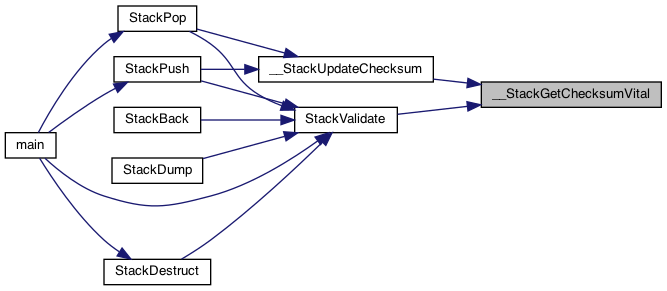 StackPop
StackPush
__StackUpdateChecksum
__StackGetChecksumVital
StackBack
StackValidate
main
StackDump
StackDestruct